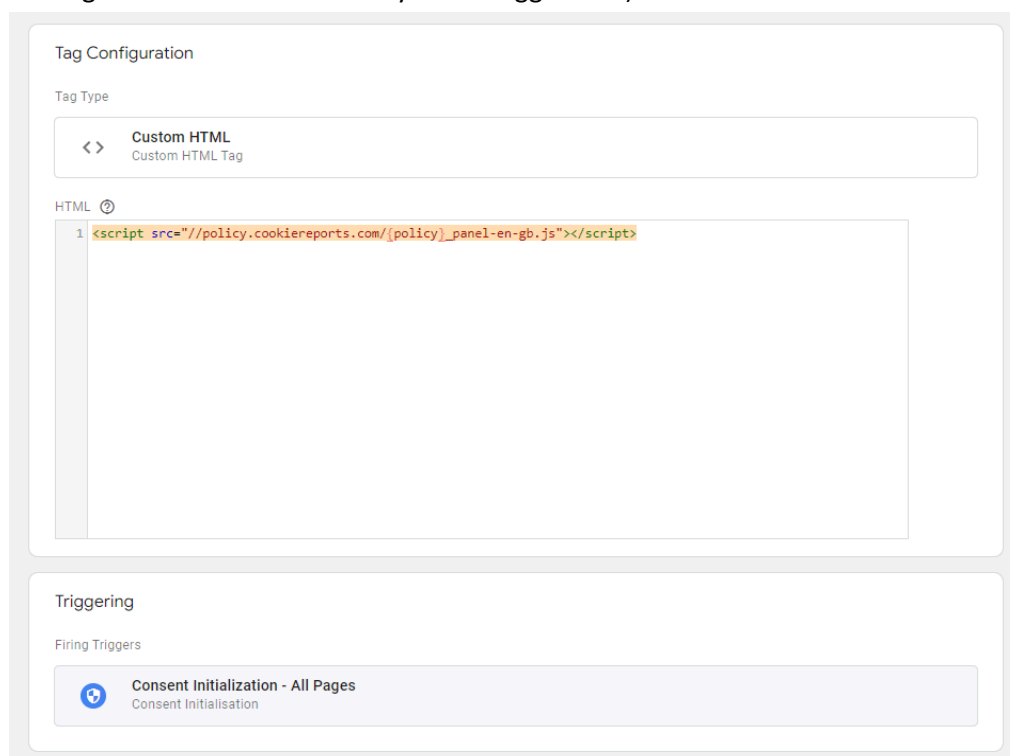 Tag Configuration
Tag Type
Custom HTML
Custom HTML Tag
HTML
1 <script src="//policy.cookiereports.com/{policy}_panel-en-gb.js"></script>
Triggering
Firing Triggers
Consent Initialization - All Pages
Consent Initialisation